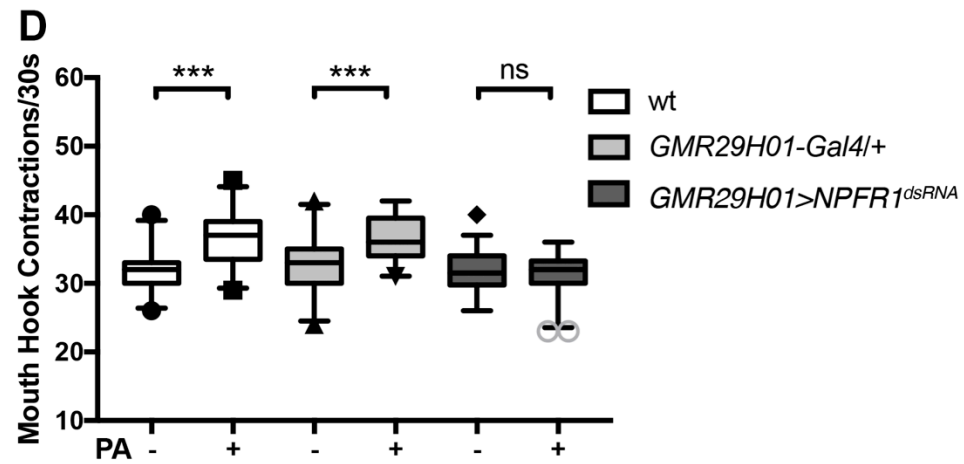 D
Mouth Hook Contractions/30s
60
50
40
30
20
10
*** *** ns
wt
GMR29H01-Gal4/+
GMR29H01>NPFR1dsRNA
PA - + - + - +